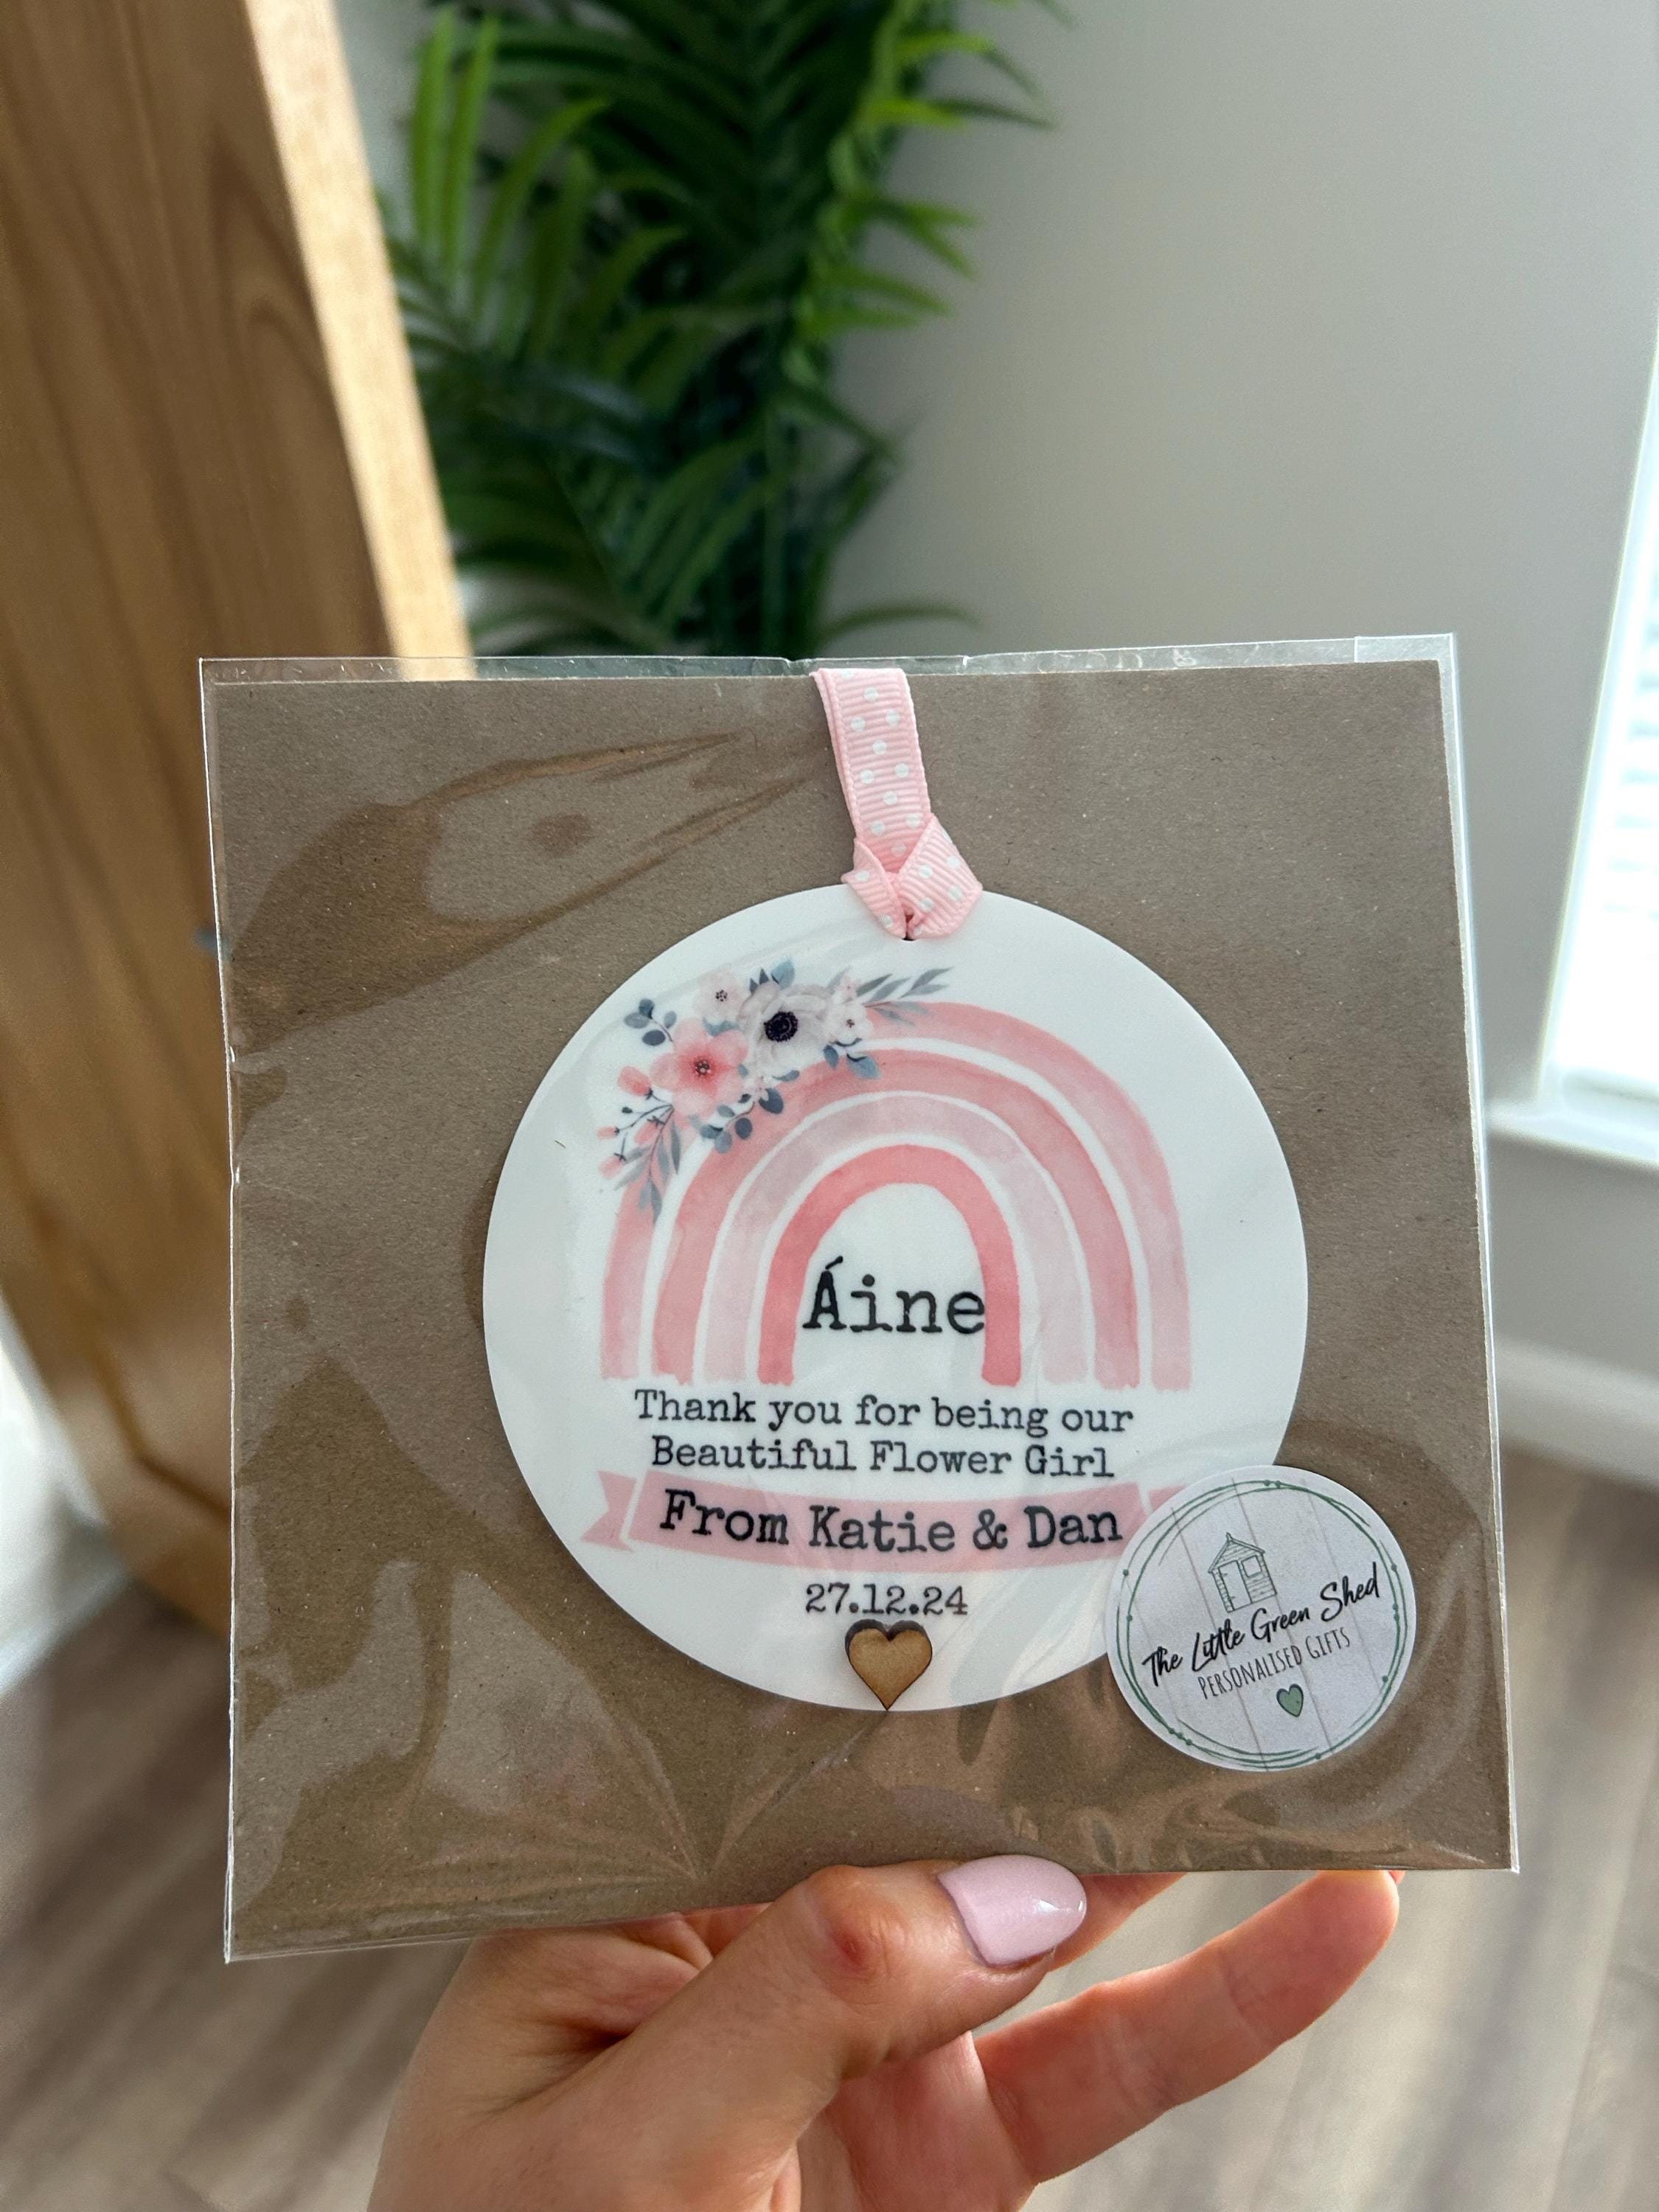 Áine
Thank you for being our
Beautiful Flower Girl
From Katie & Dan
27.12.24
The Little Green Shed
Personalised Gifts